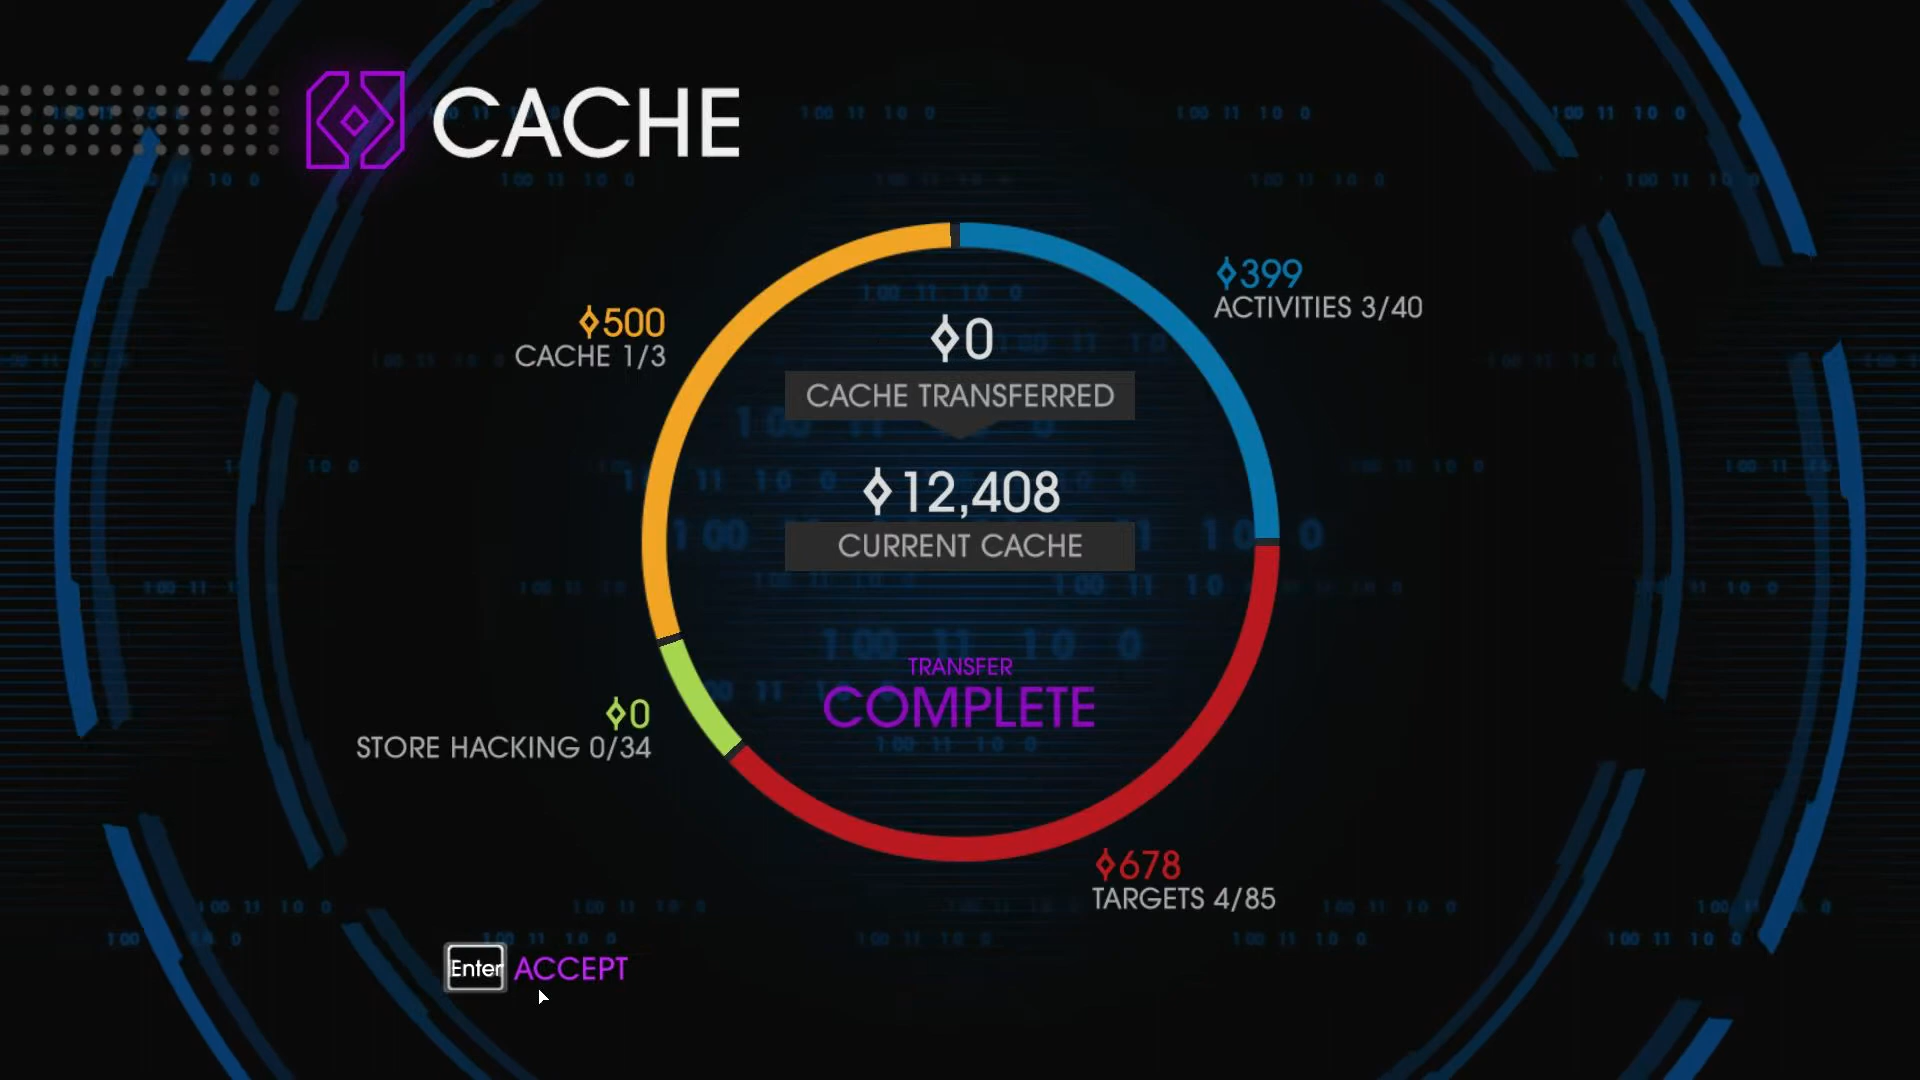 CACHE
399
ACTIVITIES 3/40
500
CACHE 1/3
0
CACHE TRANSFERRED
12,408
CURRENT CACHE
TRANSFER
COMPLETE
0
STORE HACKING 0/34
678
TARGETS 4/85
Enter ACCEPT